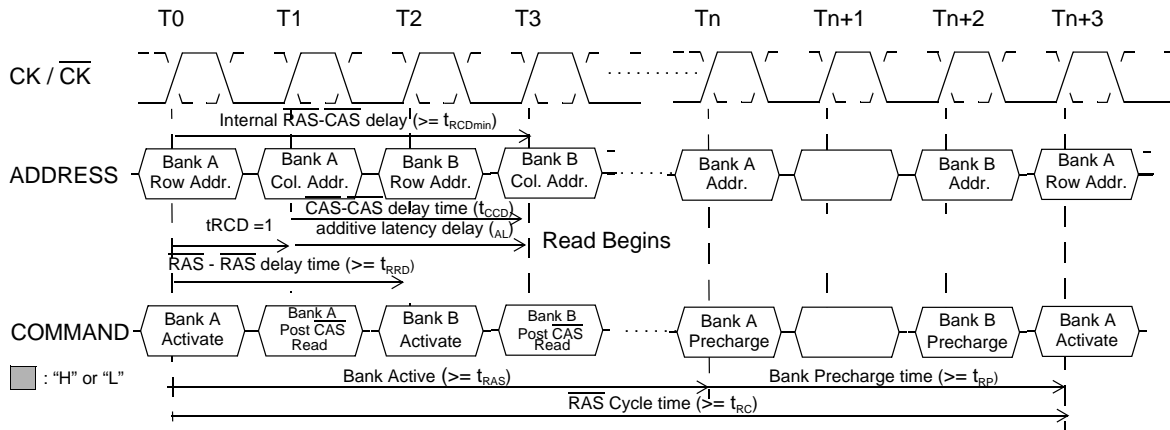 T0 T1 T2 T3 Tn Tn+1 Tn+2 Tn+3
CK / CK
Internal RAS-CAS delay (>= tRCDmin)
ADDRESS
Bank A Row Addr.
Bank A Col. Addr.
Bank B Row Addr.
Bank B Col. Addr.
Bank A Addr.
Bank B Addr.
Bank A Row Addr.
CAS-CAS delay time (tCCD)
tRCD =1
additive latency delay (AL)
Read Begins
RAS - RAS delay time (>= tRRD)
COMMAND
Bank A Activate
Bank A Post CAS Read
Bank B Activate
Bank B Post CAS Read
Bank A Precharge
Bank B Precharge
Bank A Activate
: “H” or “L”
Bank Active (>= tRAS)
Bank Precharge time (>= tRP)
RAS Cycle time (>= tRC)